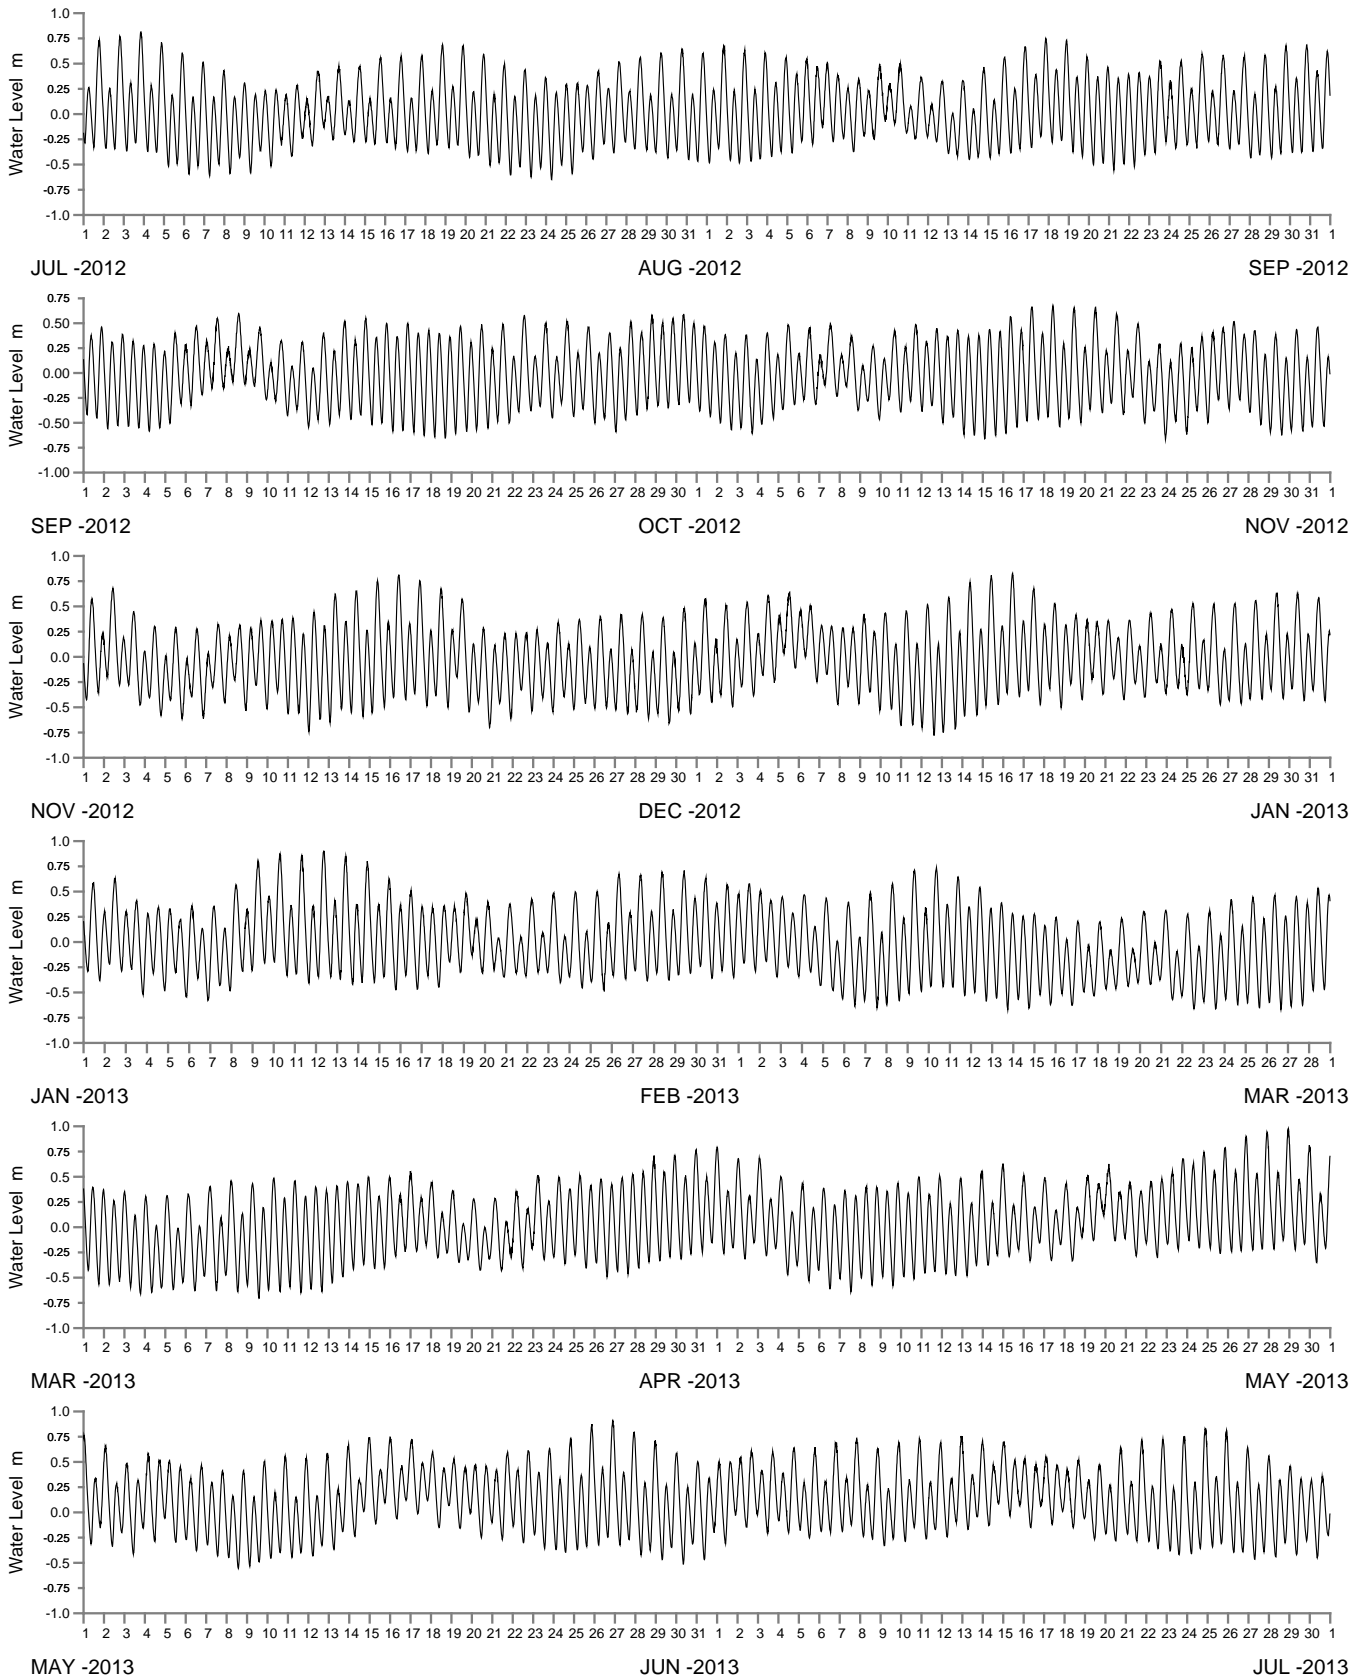 1.0
0.75
0.5
0.25
0.0
-0.25
-0.5
-0.75
-1.0
Water Level m
1 2 3 4 5 6 7 8 9 10 11 12 13 14 15 16 17 18 19 20 21 22 23 24 25 26 27 28 29 30 31 1 2 3 4 5 6 7 8 9 10 11 12 13 14 15 16 17 18 19 20 21 22 23 24 25 26 27 28 29 30 31 1
JUL -2012 AUG -2012 SEP -2012
0.75
0.50
0.25
0.00
-0.25
-0.50
-0.75
-1.00
Water Level m
1 2 3 4 5 6 7 8 9 10 11 12 13 14 15 16 17 18 19 20 21 22 23 24 25 26 27 28 29 30 1 2 3 4 5 6 7 8 9 10 11 12 13 14 15 16 17 18 19 20 21 22 23 24 25 26 27 28 29 30 31 1
SEP -2012 OCT -2012 NOV -2012
1.0
0.75
0.5
0.25
0.0
-0.25
-0.5
-0.75
-1.0
Water Level m
1 2 3 4 5 6 7 8 9 10 11 12 13 14 15 16 17 18 19 20 21 22 23 24 25 26 27 28 29 30 1 2 3 4 5 6 7 8 9 10 11 12 13 14 15 16 17 18 19 20 21 22 23 24 25 26 27 28 29 30 31 1
NOV -2012 DEC -2012 JAN -2013
1.0
0.75
0.5
0.25
0.0
-0.25
-0.5
-0.75
-1.0
Water Level m
1 2 3 4 5 6 7 8 9 10 11 12 13 14 15 16 17 18 19 20 21 22 23 24 25 26 27 28 29 30 31 1 2 3 4 5 6 7 8 9 10 11 12 13 14 15 16 17 18 19 20 21 22 23 24 25 26 27 28 1
JAN -2013 FEB -2013 MAR -2013
1.0
0.75
0.5
0.25
0.0
-0.25
-0.5
-0.75
-1.0
Water Level m
1 2 3 4 5 6 7 8 9 10 11 12 13 14 15 16 17 18 19 20 21 22 23 24 25 26 27 28 29 30 31 1 2 3 4 5 6 7 8 9 10 11 12 13 14 15 16 17 18 19 20 21 22 23 24 25 26 27 28 29 30 1
MAR -2013 APR -2013 MAY -2013
1.0
0.75
0.5
0.25
0.0
-0.25
-0.5
-0.75
-1.0
Water Level m
1 2 3 4 5 6 7 8 9 10 11 12 13 14 15 16 17 18 19 20 21 22 23 24 25 26 27 28 29 30 31 1 2 3 4 5 6 7 8 9 10 11 12 13 14 15 16 17 18 19 20 21 22 23 24 25 26 27 28 29 30 1
MAY -2013 JUN -2013 JUL -2013